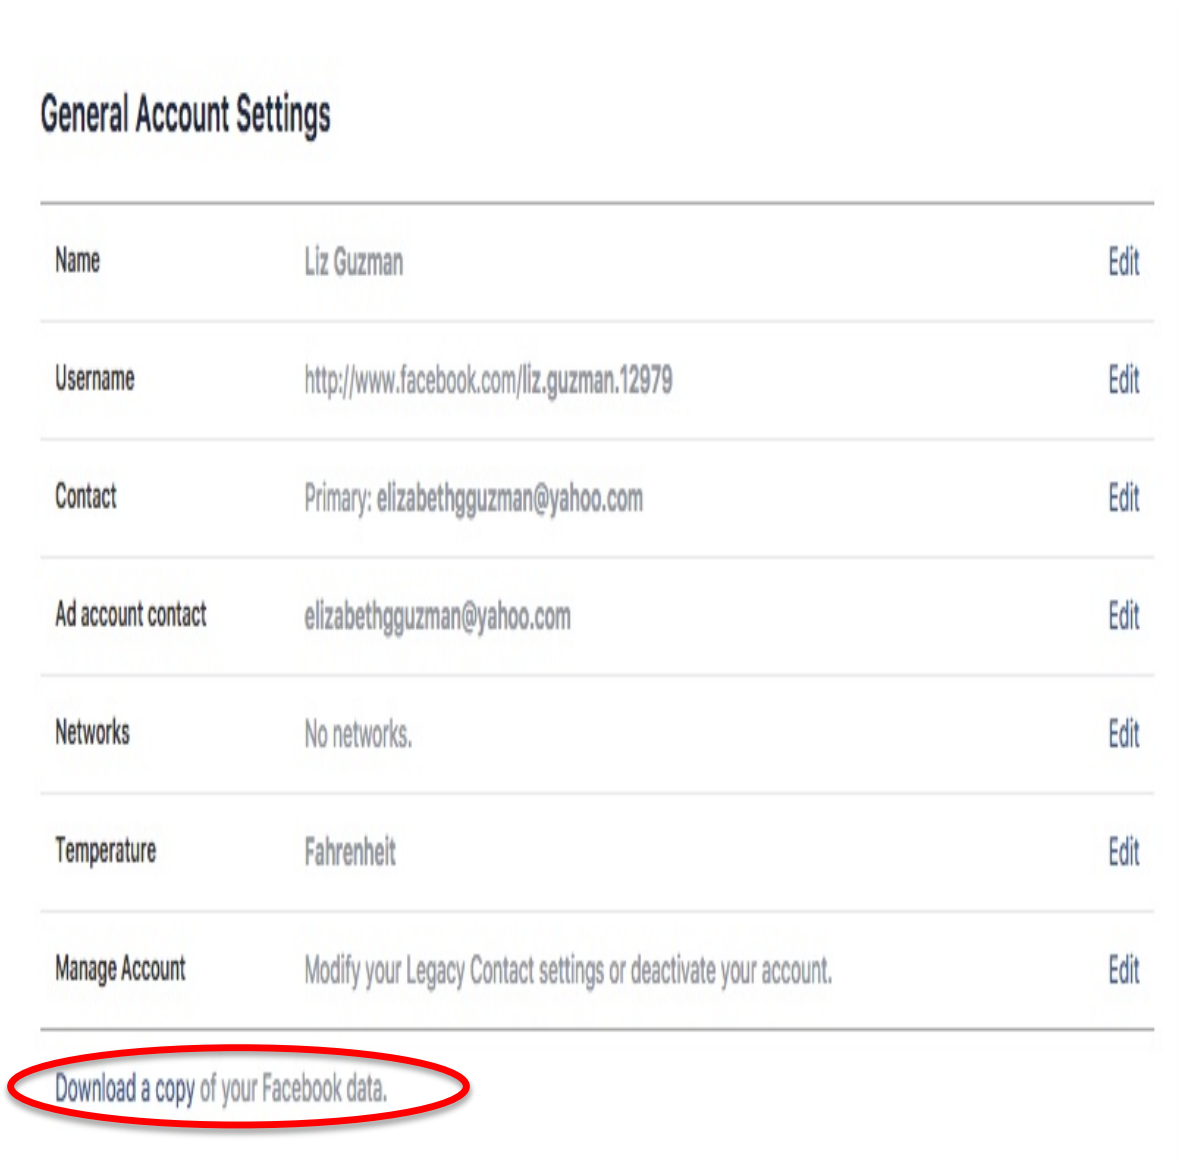 General Account Settings
Name Liz Guzman Edit
Username http://www.facebook.com/liz.guzman.12979 Edit
Contact Primary: elizabethgguzman@yahoo.com Edit
Ad account contact elizabethgguzman@yahoo.com Edit
Networks No networks. Edit
Temperature Fahrenheit Edit
Manage Account Modify your Legacy Contact settings or deactivate your account. Edit
Download a copy of your Facebook data.